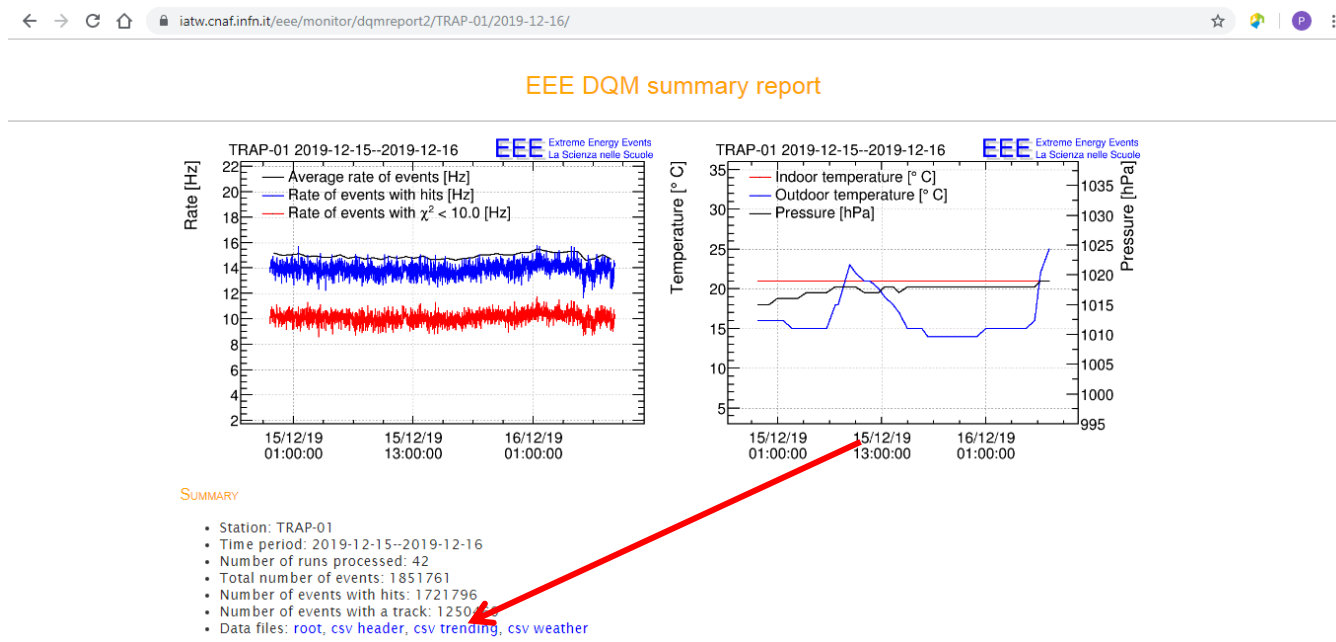 iatw.cnaf.infn.it/eee/monitor/dqmreport2/TRAP-01/2019-12-16/
P
EEE DQM summary report
TRAP-01 2019-12-15--2019-12-16
EEE Extreme Energy Events
La Scienza nelle Scuole
Rate [Hz]
Average rate of events [Hz]
Rate of events with hits [Hz]
Rate of events with χ² < 10.0 [Hz]
22
20
18
16
14
12
10
8
6
4
2
15/12/19 15/12/19 16/12/19
01:00:00 13:00:00 01:00:00
TRAP-01 2019-12-15--2019-12-16
EEE Extreme Energy Events
La Scienza nelle Scuole
Temperature [° C]
Indoor temperature [° C]
Outdoor temperature [° C]
Pressure [hPa]
35
30
25
20
15
10
5
Pressure [hPa]
1035
1030
1025
1020
1015
1010
1005
1000
995
15/12/19 15/12/19 16/12/19
01:00:00 13:00:00 01:00:00
SUMMARY
• Station: TRAP-01
• Time period: 2019-12-15--2019-12-16
• Number of runs processed: 42
• Total number of events: 1851761
• Number of events with hits: 1721796
• Number of events with a track:
• Data files: root, csv header, csv trending, csv weather